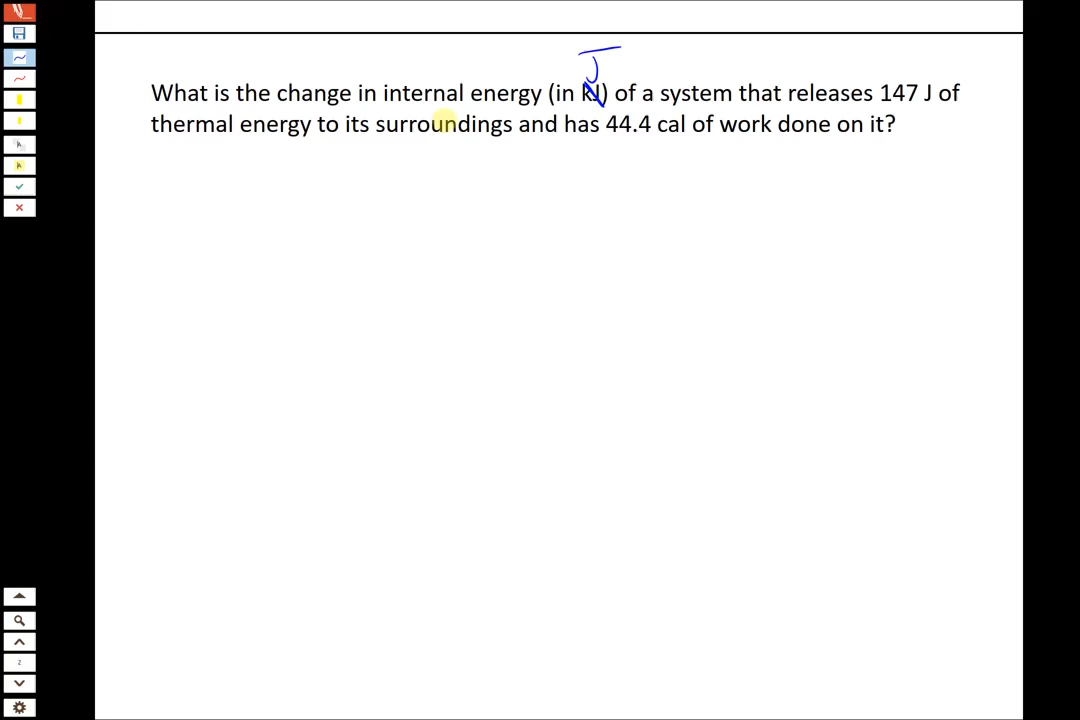 J
What is the change in internal energy (in kJ) of a system that releases 147 J of
thermal energy to its surroundings and has 44.4 cal of work done on it?
2